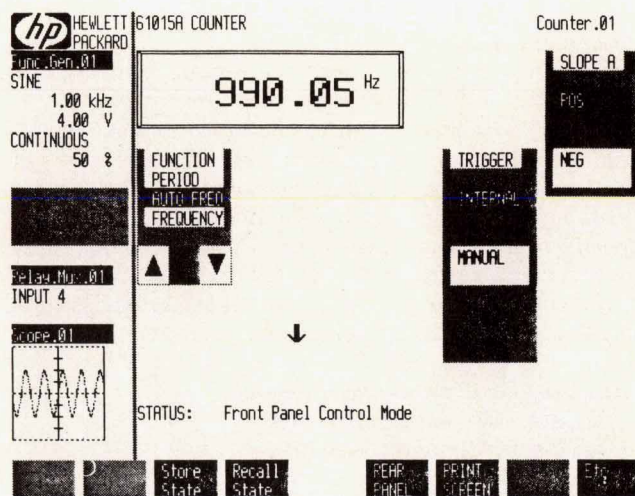 hp HEWLETT PACKARD
61015A COUNTER
Counter.01
Func.Gen.01
SINE
1.00 kHz
4.00 V
CONTINUOUS
50 %
990.05 Hz
SLOPE A
POS
NEG
FUNCTION
PERIOD
AUTO FREQ
FREQUENCY
TRIGGER
INTERNAL
MANUAL
Relay.Mux.01
INPUT 4
Scope.01
STATUS: Front Panel Control Mode
Store State
Recall State
REAR PANEL
PRINT SCREEN
Etc